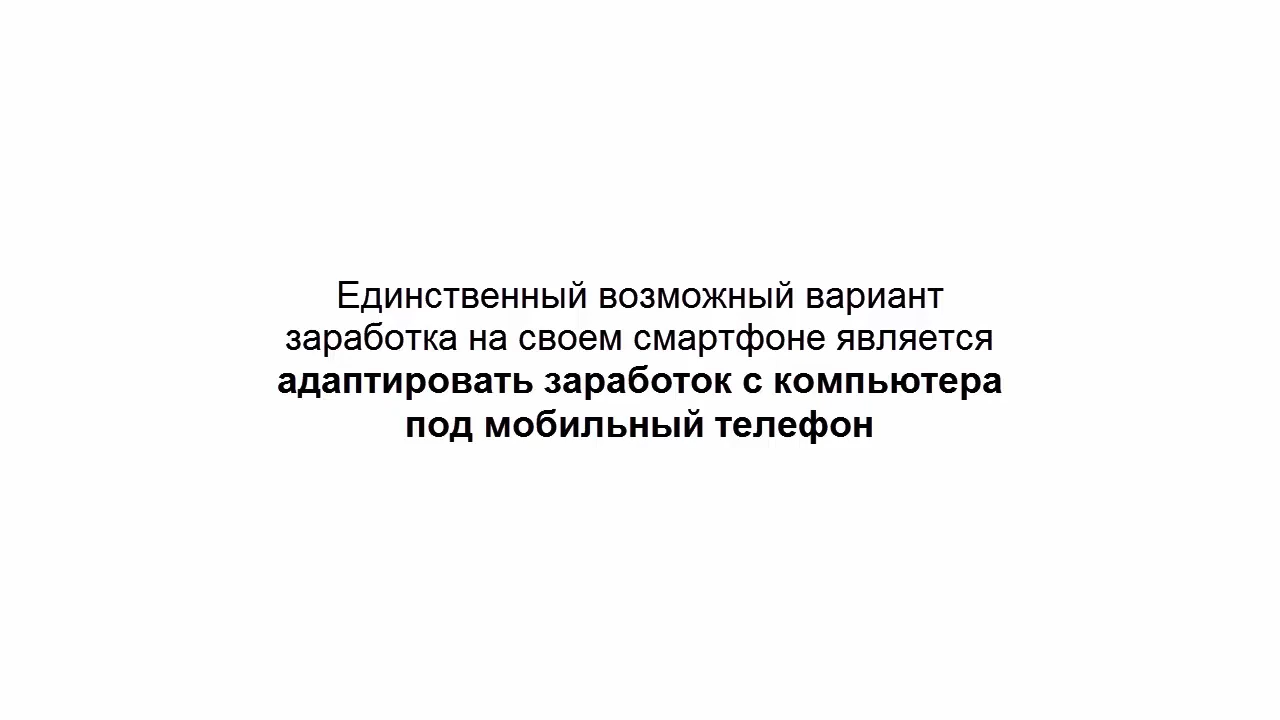 Единственный возможный вариант
заработка на своем смартфоне является
адаптировать заработок с компьютера
под мобильный телефон